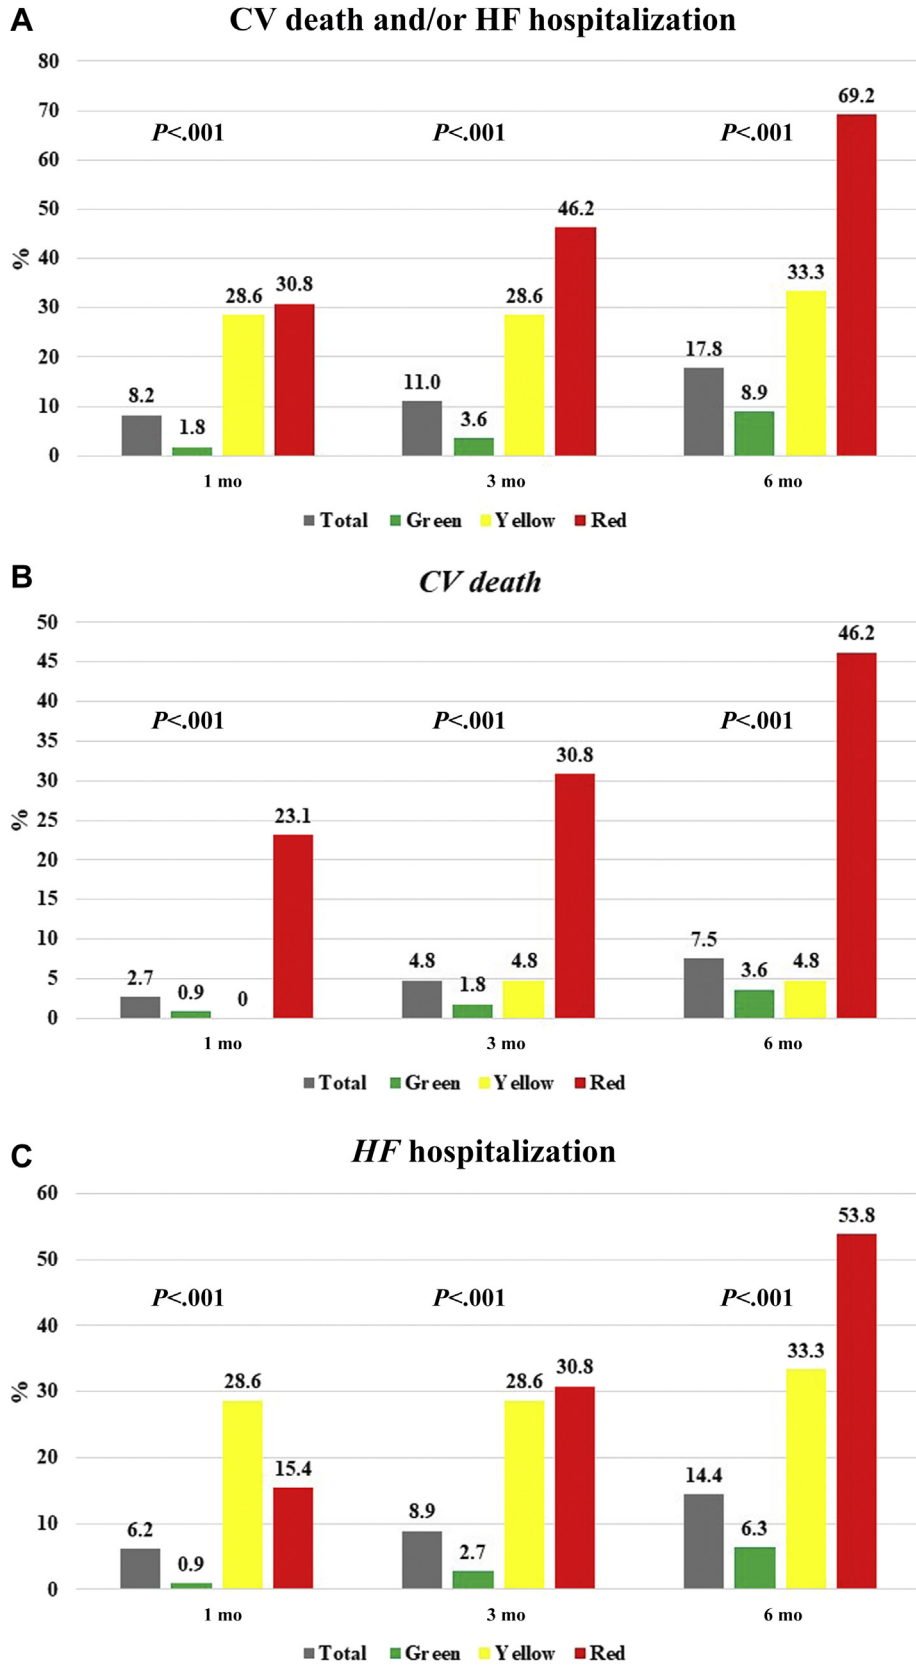 A
CV death and/or HF hospitalization
80
70
60
50
40
30
20
10
0
%
P<.001
P<.001
P<.001
8.2
1.8
28.6
30.8
11.0
3.6
28.6
46.2
17.8
8.9
33.3
69.2
1 mo
3 mo
6 mo
Total Green Yellow Red
B
CV death
50
45
40
35
30
25
20
15
10
5
0
%
P<.001
P<.001
P<.001
2.7
0.9
0
23.1
4.8
1.8
4.8
30.8
7.5
3.6
4.8
46.2
1 mo
3 mo
6 mo
Total Green Yellow Red
C
HF hospitalization
60
50
40
30
20
10
0
%
P<.001
P<.001
P<.001
6.2
0.9
28.6
15.4
8.9
2.7
28.6
30.8
14.4
6.3
33.3
53.8
1 mo
3 mo
6 mo
Total Green Yellow Red